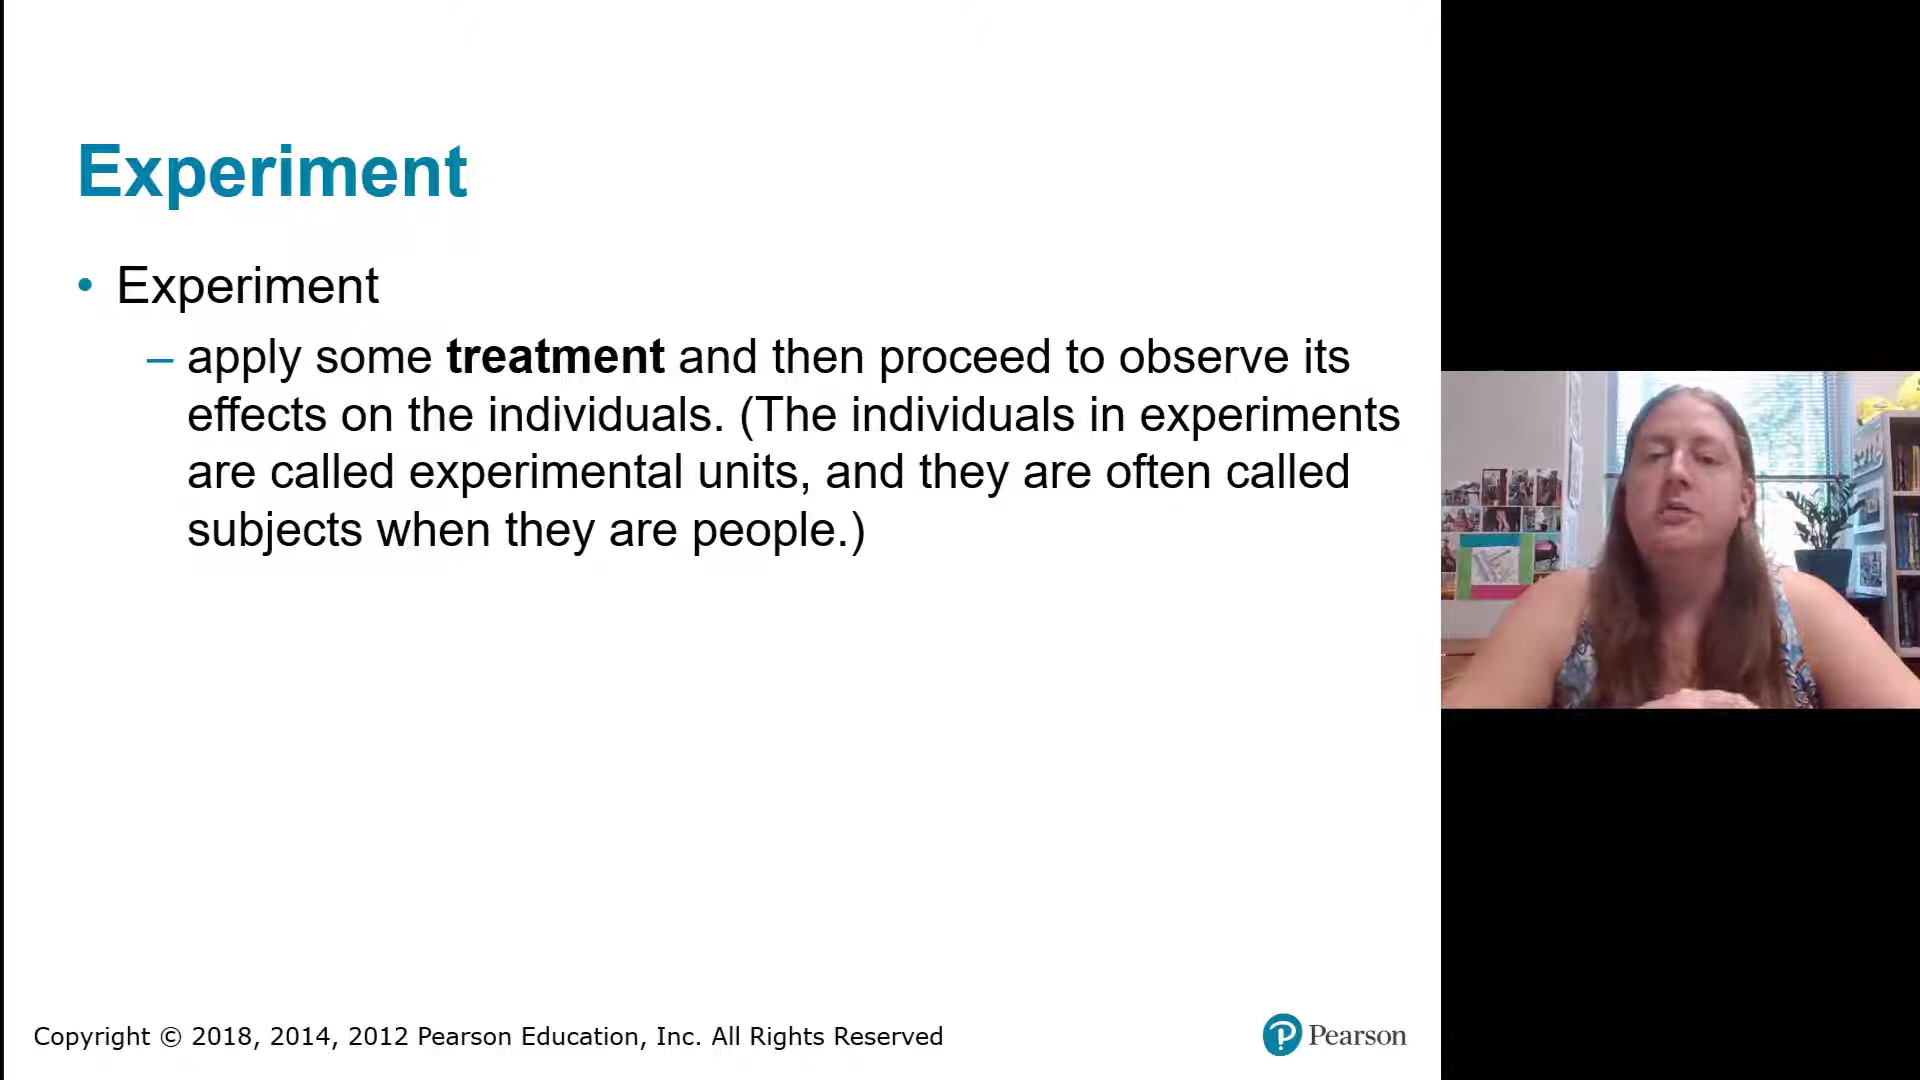 Experiment
• Experiment
– apply some treatment and then proceed to observe its
effects on the individuals. (The individuals in experiments
are called experimental units, and they are often called
subjects when they are people.)
Copyright © 2018, 2014, 2012 Pearson Education, Inc. All Rights Reserved
Pearson